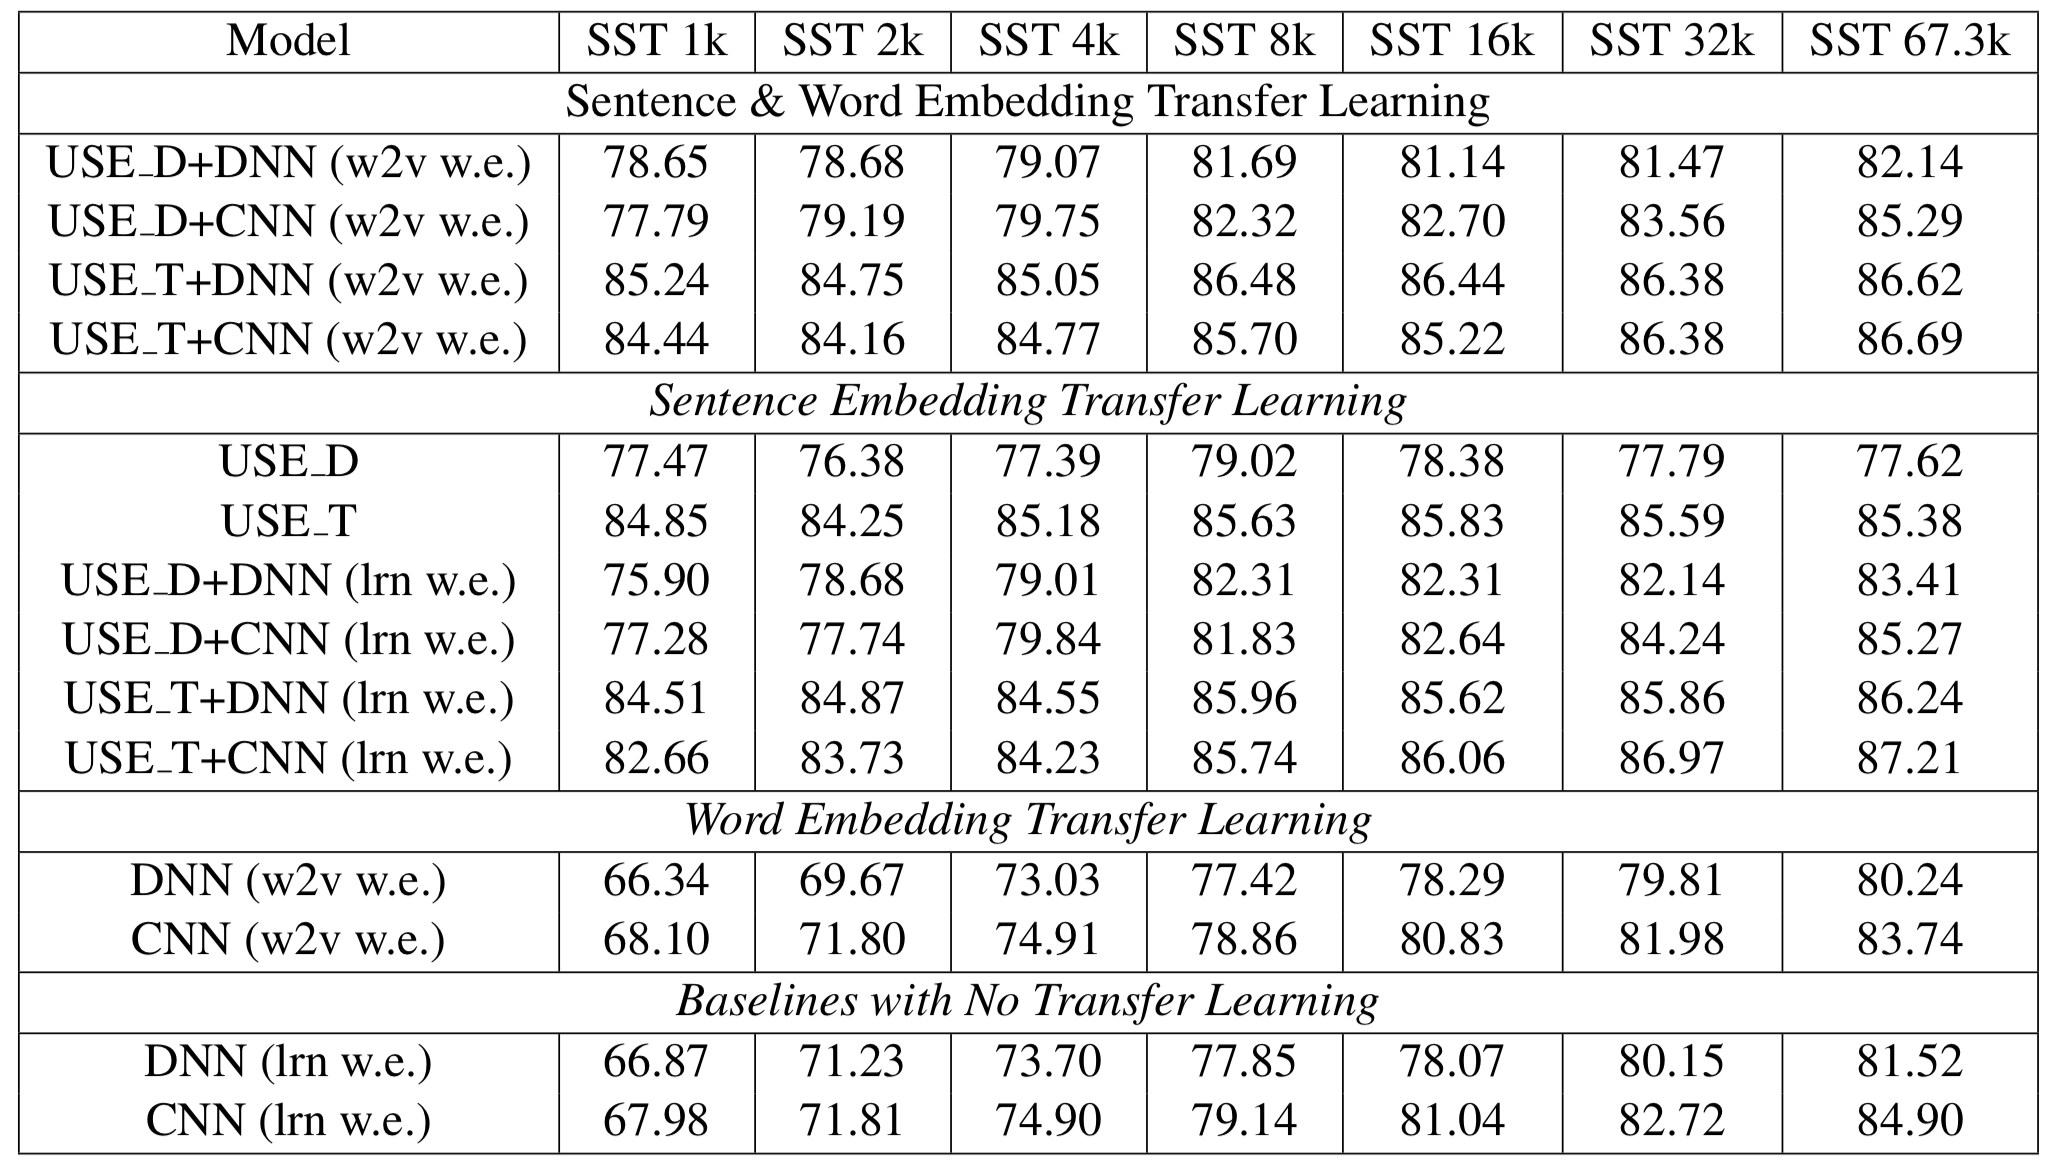 Model SST 1k SST 2k SST 4k SST 8k SST 16k SST 32k SST 67.3k
Sentence & Word Embedding Transfer Learning
USE_D+DNN (w2v w.e.) 78.65 78.68 79.07 81.69 81.14 81.47 82.14
USE_D+CNN (w2v w.e.) 77.79 79.19 79.75 82.32 82.70 83.56 85.29
USE_T+DNN (w2v w.e.) 85.24 84.75 85.05 86.48 86.44 86.38 86.62
USE_T+CNN (w2v w.e.) 84.44 84.16 84.77 85.70 85.22 86.38 86.69
Sentence Embedding Transfer Learning
USE_D 77.47 76.38 77.39 79.02 78.38 77.79 77.62
USE_T 84.85 84.25 85.18 85.63 85.83 85.59 85.38
USE_D+DNN (lrn w.e.) 75.90 78.68 79.01 82.31 82.31 82.14 83.41
USE_D+CNN (lrn w.e.) 77.28 77.74 79.84 81.83 82.64 84.24 85.27
USE_T+DNN (lrn w.e.) 84.51 84.87 84.55 85.96 85.62 85.86 86.24
USE_T+CNN (lrn w.e.) 82.66 83.73 84.23 85.74 86.06 86.97 87.21
Word Embedding Transfer Learning
DNN (w2v w.e.) 66.34 69.67 73.03 77.42 78.29 79.81 80.24
CNN (w2v w.e.) 68.10 71.80 74.91 78.86 80.83 81.98 83.74
Baselines with No Transfer Learning
DNN (lrn w.e.) 66.87 71.23 73.70 77.85 78.07 80.15 81.52
CNN (lrn w.e.) 67.98 71.81 74.90 79.14 81.04 82.72 84.90